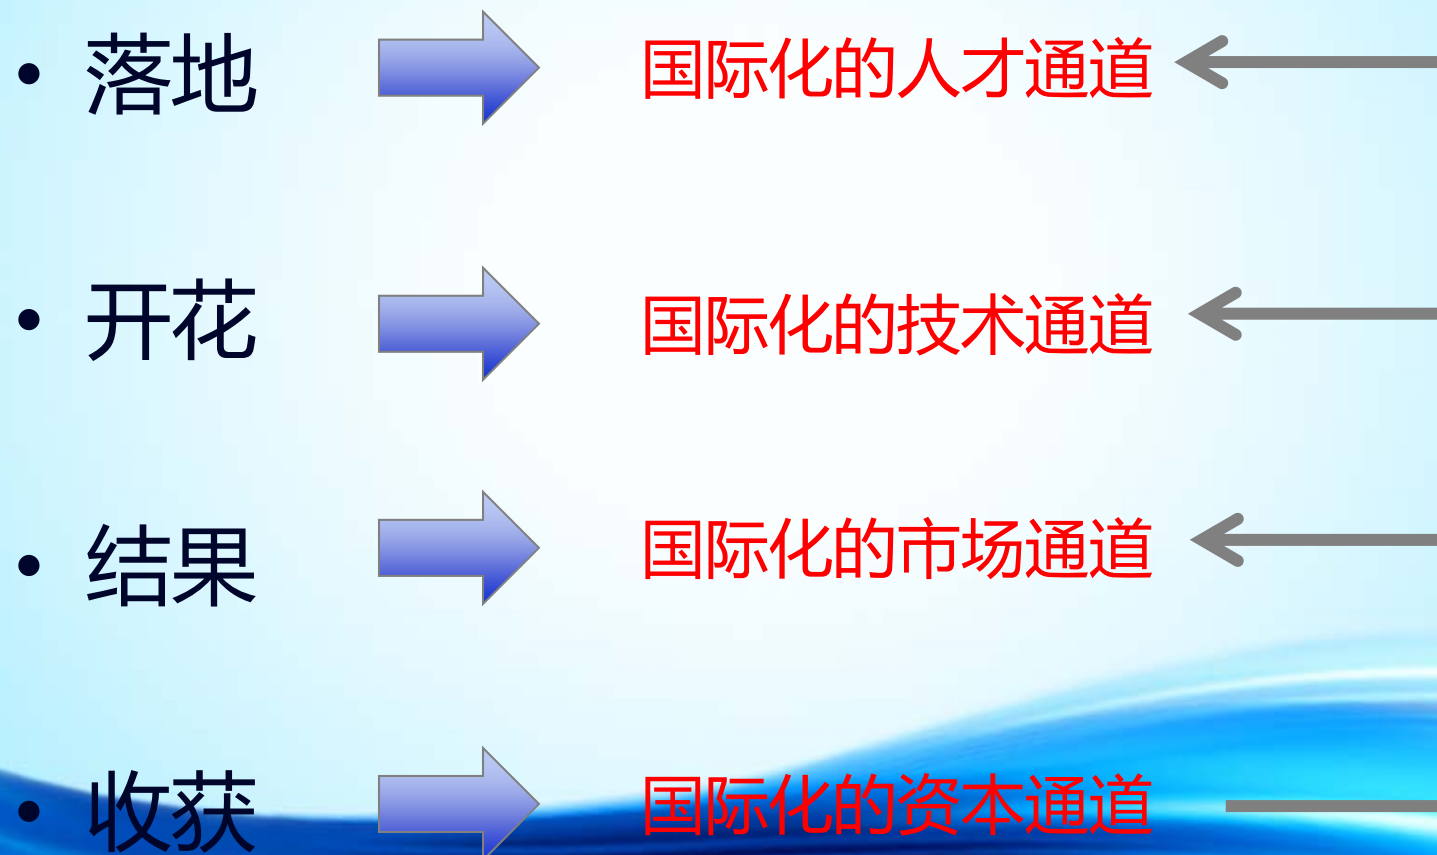 • 落地 国际化的人才通道
• 开花 国际化的技术通道
• 结果 国际化的市场通道
• 收获 国际化的资本通道